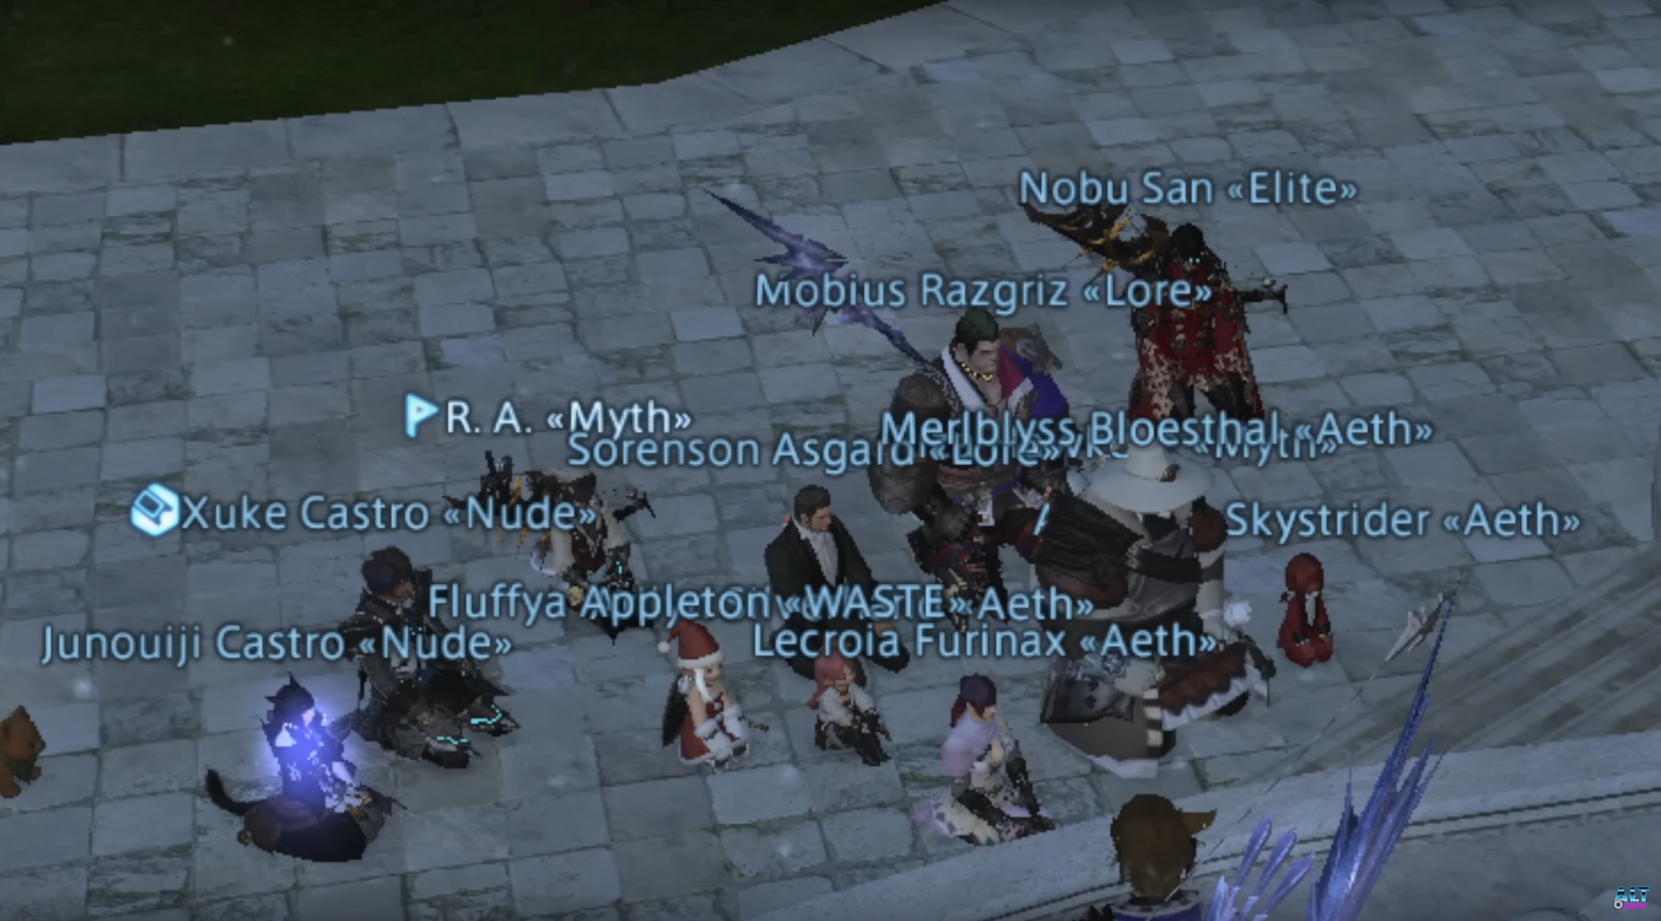 Nobu San «Elite»
Mobius Razgriz «Lore»
R. A. «Myth»
Merlblyss Bloesthal «Aeth»
Sorenson Asgard «Lore»
«Myth»
Xuke Castro «Nude»
Skystrider «Aeth»
Fluffya Appleton «WASTE»
Aeth»
Junouiji Castro «Nude»
Lecroia Furinax «Aeth»
ALT